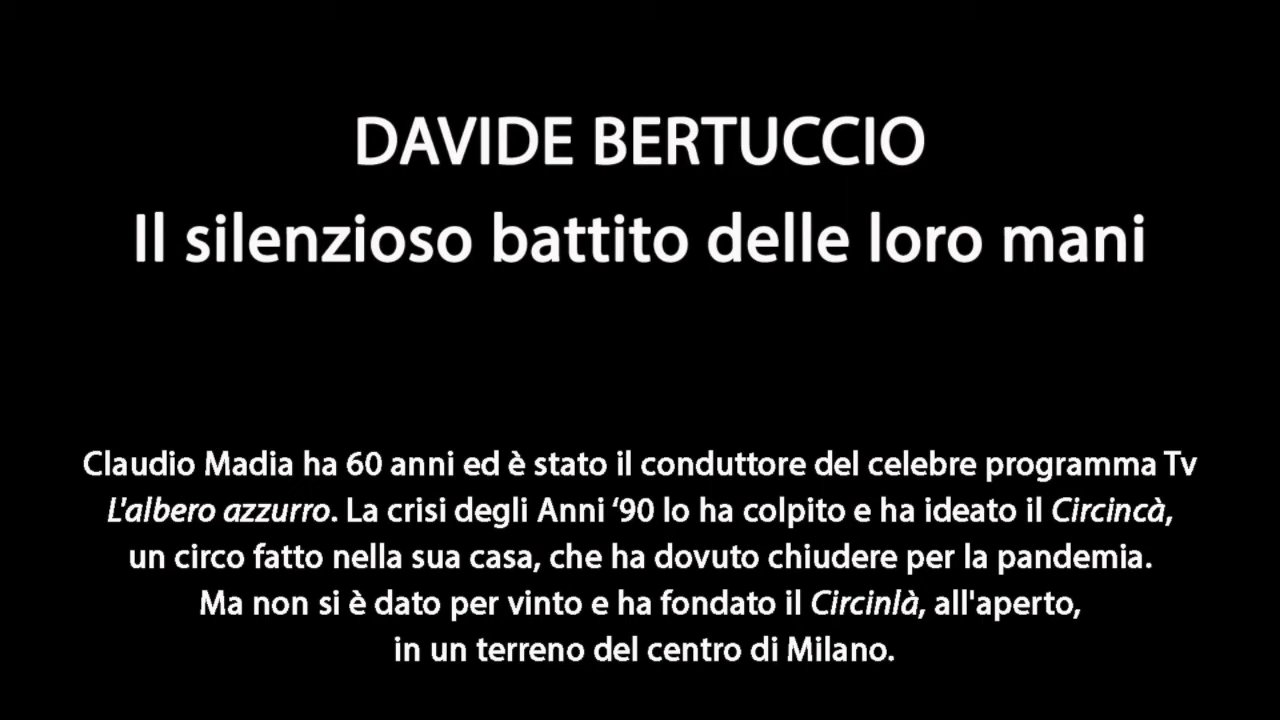 DAVIDE BERTUCCIO
Il silenzioso battito delle loro mani
Claudio Madia ha 60 anni ed è stato il conduttore del celebre programma Tv
L'albero azzurro. La crisi degli Anni ‘90 lo ha colpito e ha ideato il Circincà,
un circo fatto nella sua casa, che ha dovuto chiudere per la pandemia.
Ma non si è dato per vinto e ha fondato il Circinlà, all'aperto,
in un terreno del centro di Milano.